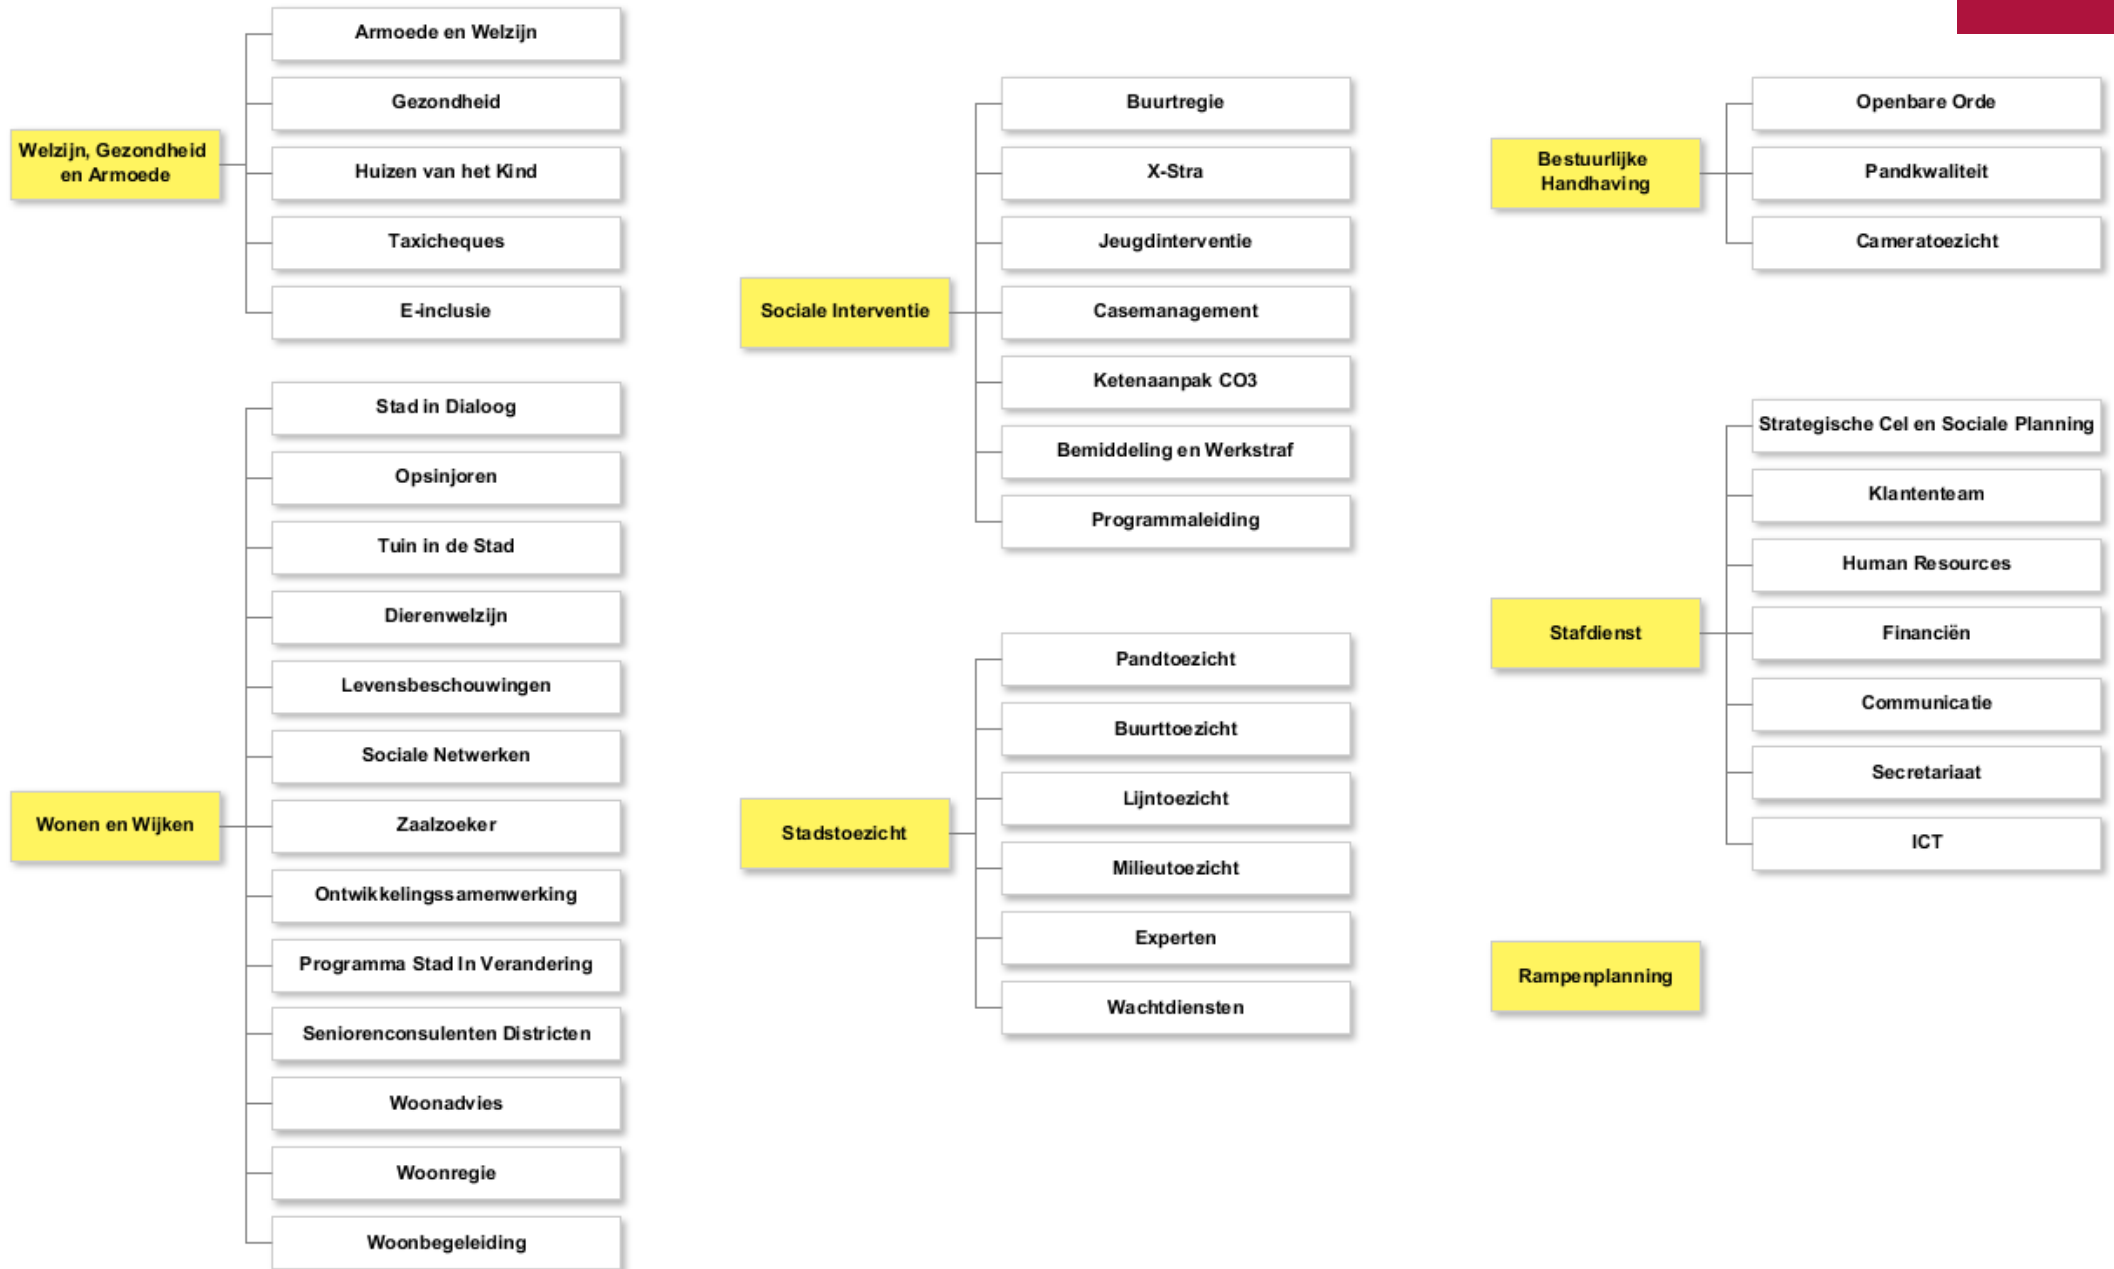 Welzijn, Gezondheid
en Armoede
Armoede en Welzijn
Gezondheid
Huizen van het Kind
Taxicheques
E-inclusie
Wonen en Wijken
Stad in Dialoog
Opsinjoren
Tuin in de Stad
Dierenwelzijn
Levensbeschouwingen
Sociale Netwerken
Zaalzoeker
Ontwikkelingssamenwerking
Programma Stad In Verandering
Seniorenconsulenten Districten
Woonadvies
Woonregie
Woonbegeleiding
Sociale Interventie
Buurtregie
X-Stra
Jeugdinterventie
Casemanagement
Ketenaanpak CO3
Bemiddeling en Werkstraf
Programmaleiding
Stadstoezicht
Pandtoezicht
Buurttoezicht
Lijntoezicht
Milieutoezicht
Experten
Wachtdiensten
Bestuurlijke
Handhaving
Openbare Orde
Pandkwaliteit
Cameratoezicht
Stafdienst
Strategische Cel en Sociale Planning
Klantenteam
Human Resources
Financiën
Communicatie
Secretariaat
ICT
Rampenplanning